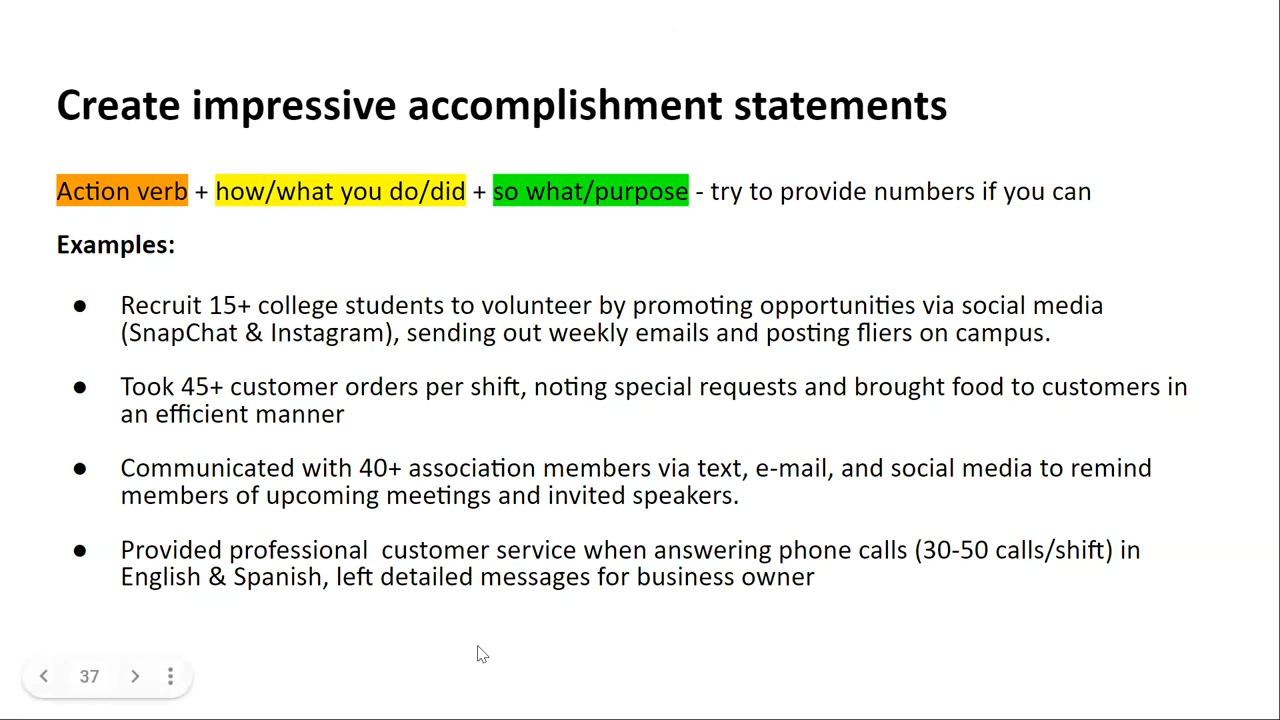 Create impressive accomplishment statements
Action verb + how/what you do/did + so what/purpose - try to provide numbers if you can
Examples:
● Recruit 15+ college students to volunteer by promoting opportunities via social media
(SnapChat & Instagram), sending out weekly emails and posting fliers on campus.
● Took 45+ customer orders per shift, noting special requests and brought food to customers in
an efficient manner
● Communicated with 40+ association members via text, e-mail, and social media to remind
members of upcoming meetings and invited speakers.
● Provided professional  customer service when answering phone calls (30-50 calls/shift) in
English & Spanish, left detailed messages for business owner
37